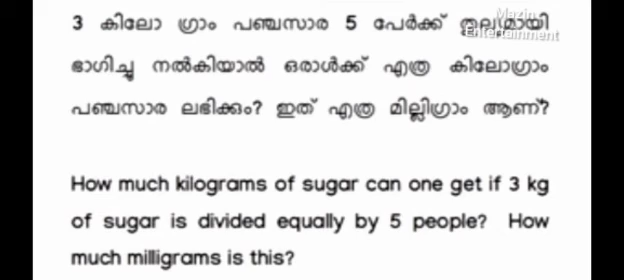 Mazin
Entertainment
3 കിലോ ഗ്രാം പഞ്ചസാര 5 പേർക്ക് തുല്യമായി
ഭാഗിച്ചു നൽകിയാൽ ഒരാൾക്ക് എത്ര കിലോഗ്രാം
പഞ്ചസാര ലഭിക്കും? ഇത് എത്ര മില്ലിഗ്രാം ആണ്?
How much kilograms of sugar can one get if 3 kg
of sugar is divided equally by 5 people? How
much milligrams is this?